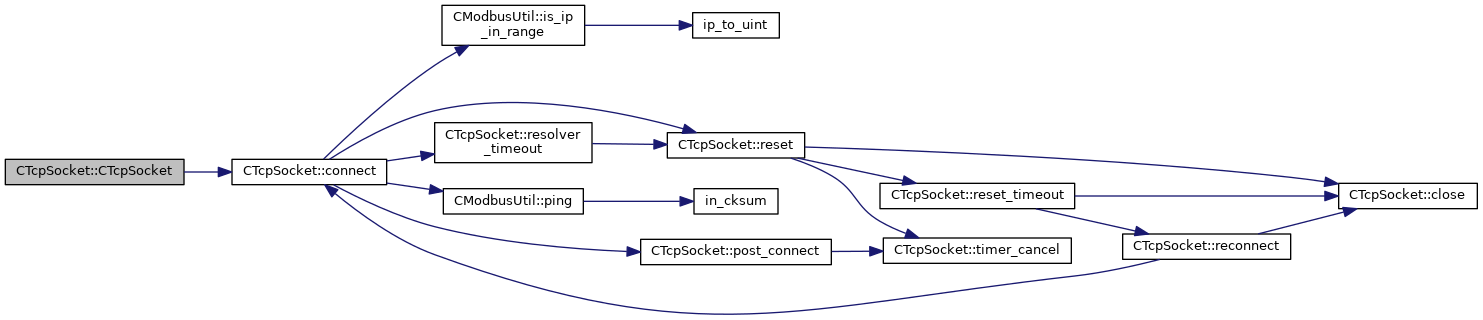 CTcpSocket::CTcpSocket
CTcpSocket::connect
CModbusUtil::is_ip
_in_range
ip_to_uint
CTcpSocket::resolver
_timeout
CTcpSocket::reset
CModbusUtil::ping
in_cksum
CTcpSocket::post_connect
CTcpSocket::reset_timeout
CTcpSocket::timer_cancel
CTcpSocket::reconnect
CTcpSocket::close